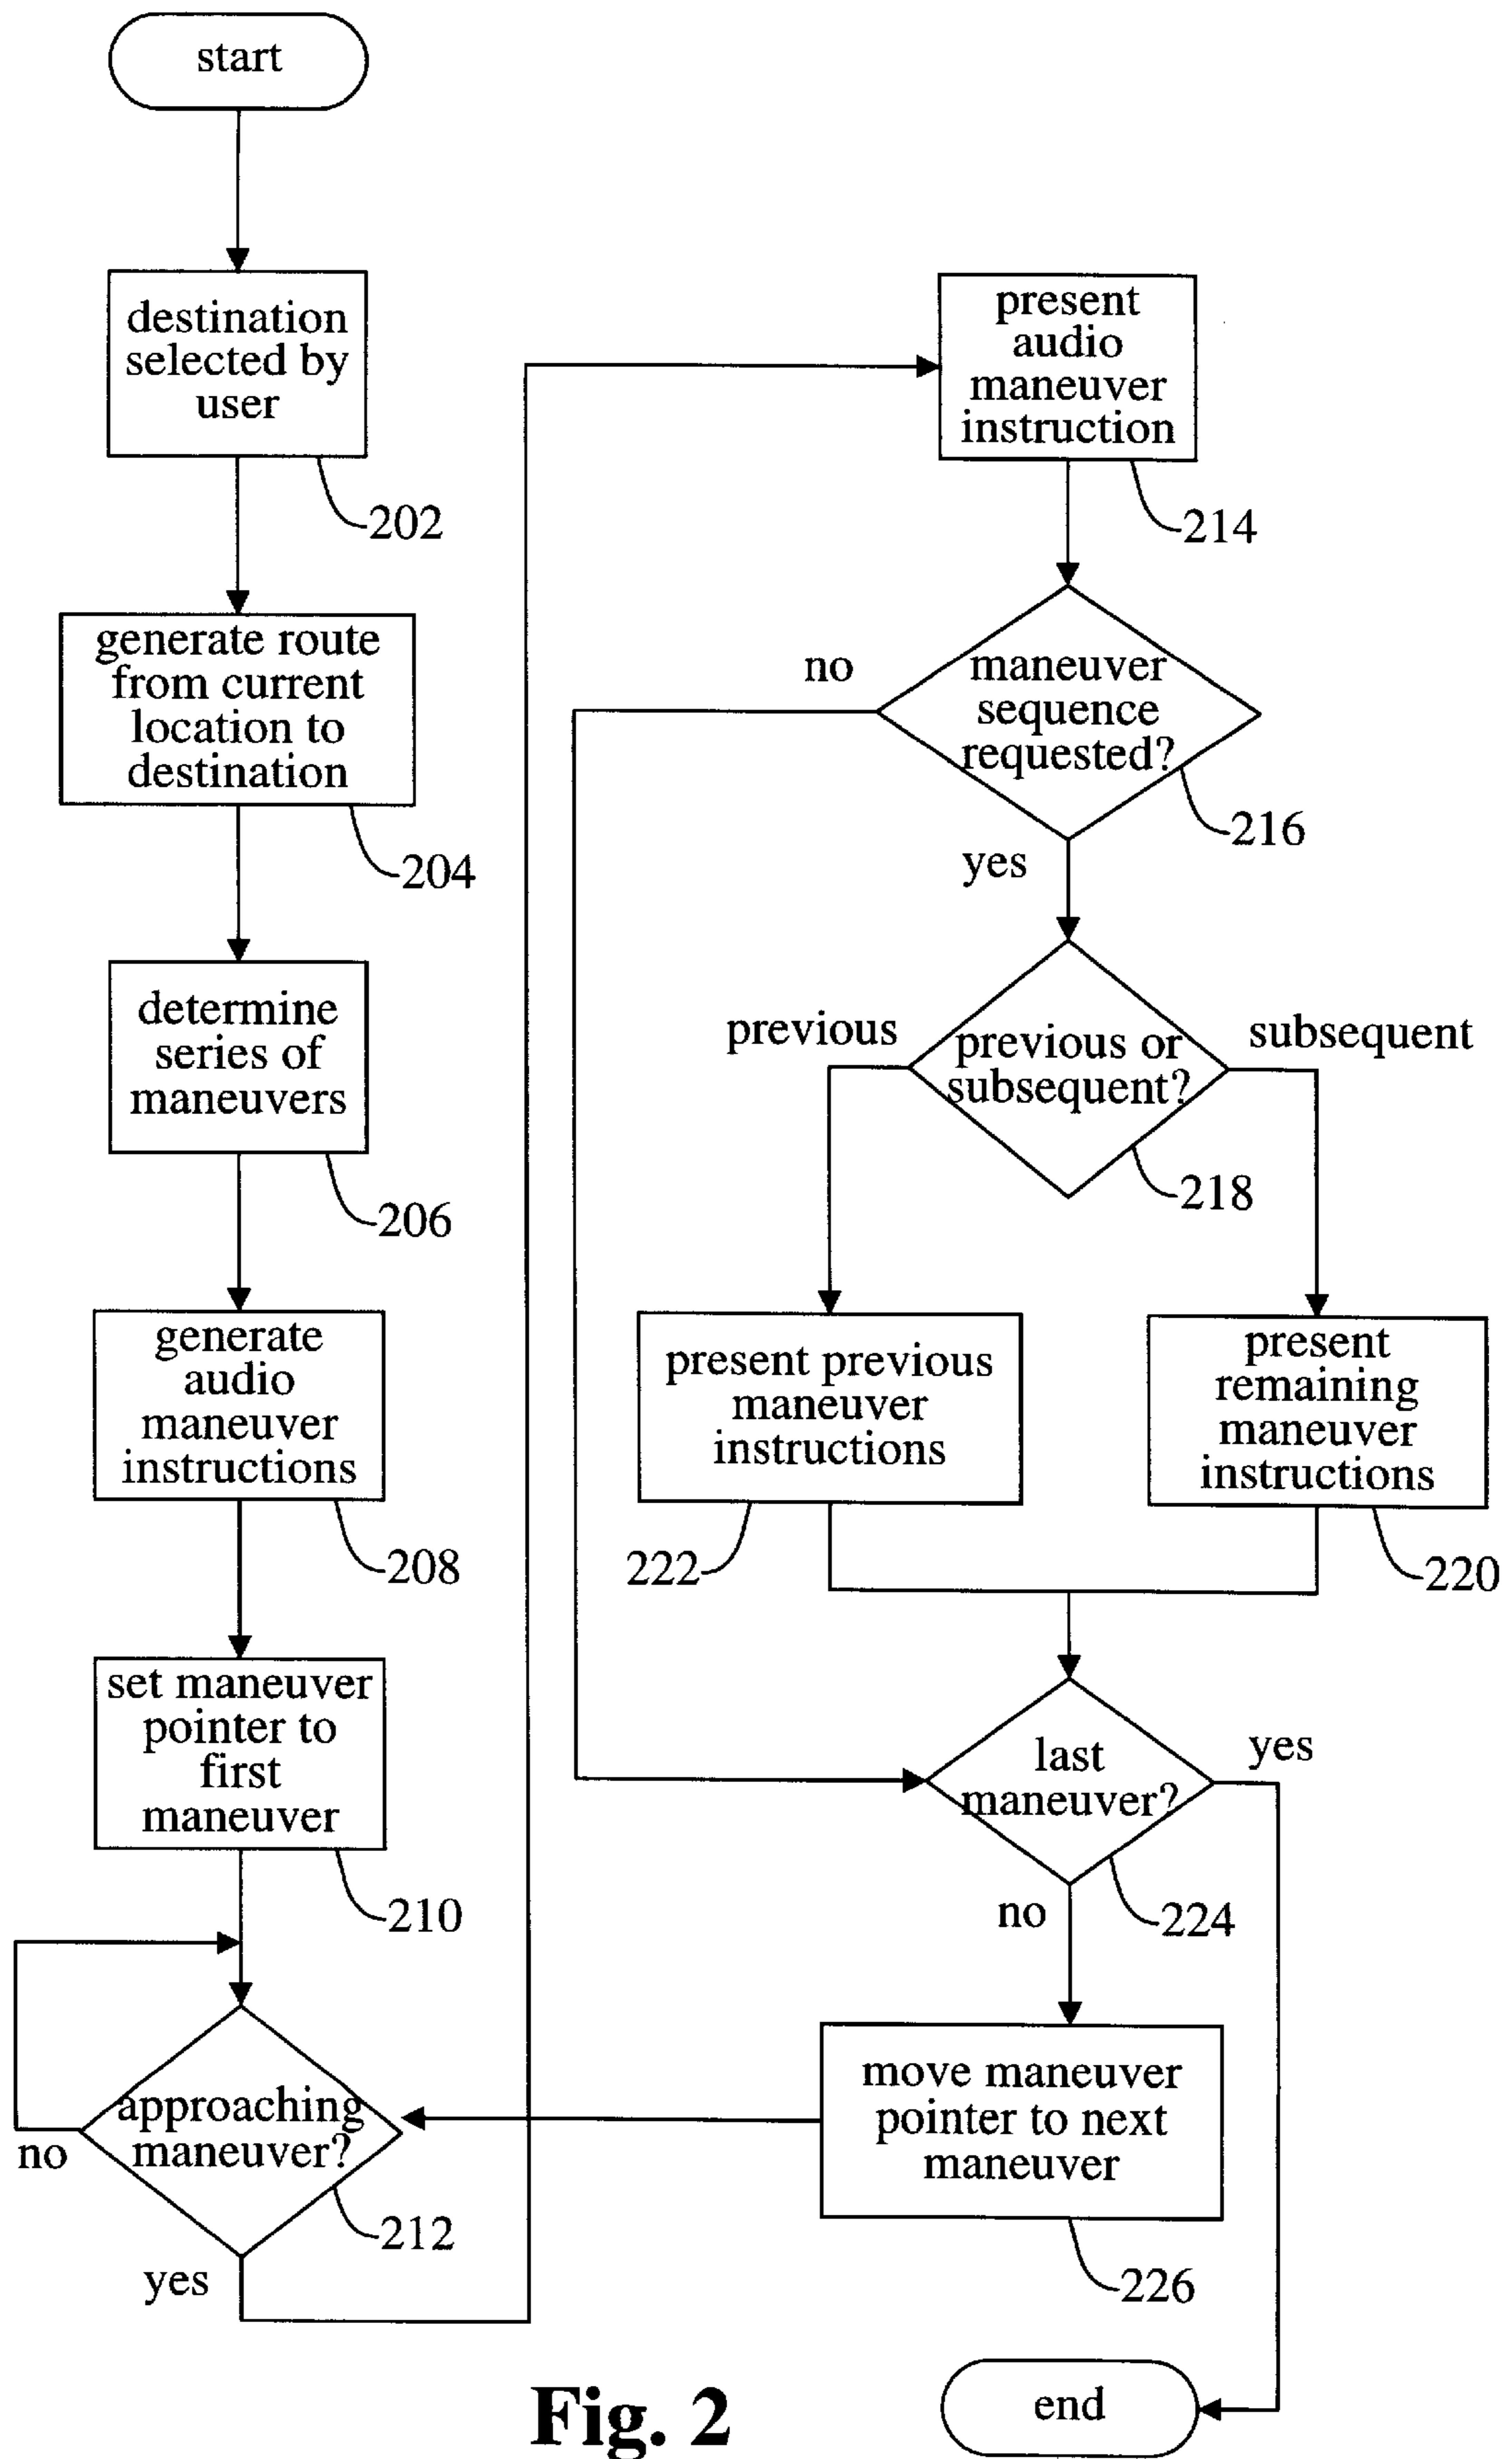 start
destination
selected by
user
202
generate route
from current
location to
destination
204
determine
series of
maneuvers
206
generate
audio
maneuver
instructions
208
set maneuver
pointer to
first
maneuver
210
approaching
maneuver?
no
212
yes
present
audio
maneuver
instruction
214
no
maneuver
sequence
requested?
216
yes
previous
previous or
subsequent?
subsequent
218
present previous
maneuver
instructions
222
present
remaining
maneuver
instructions
220
last
maneuver?
yes
no
224
move maneuver
pointer to next
maneuver
226
end
Fig. 2